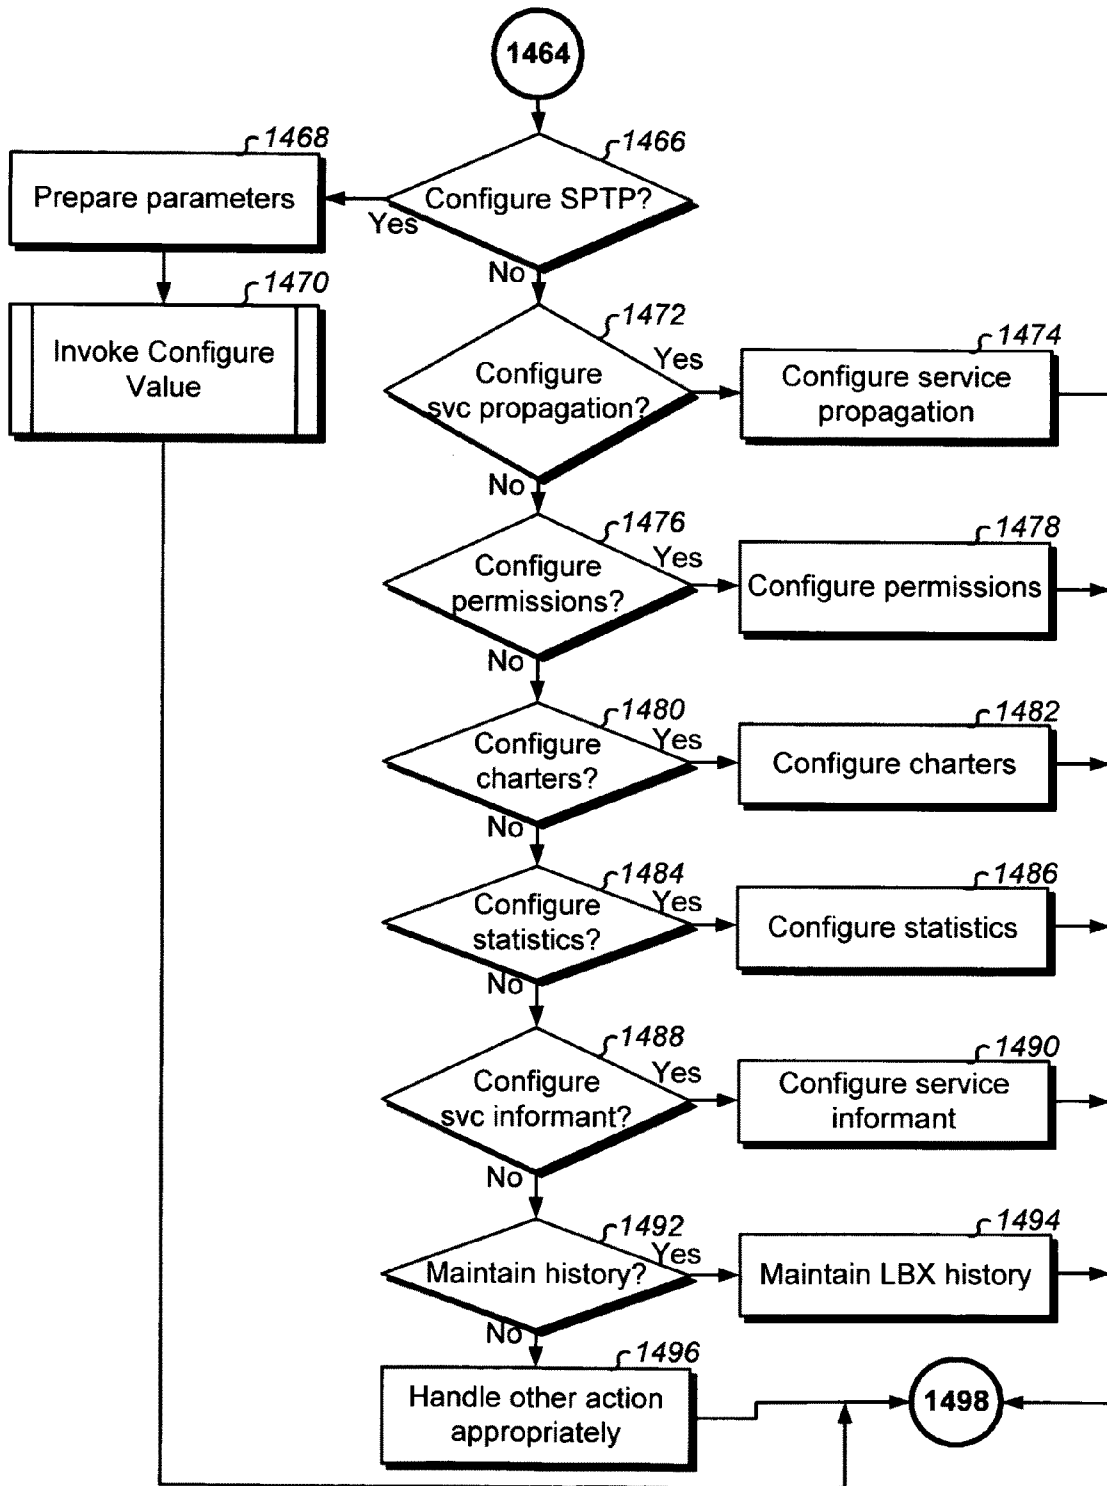 1464
1466
Configure SPTP?
Yes
No
1468
Prepare parameters
1470
Invoke Configure
Value
1472
Configure
svc propagation?
Yes
No
1474
Configure service
propagation
1476
Configure
permissions?
Yes
No
1478
Configure permissions
1480
Configure
charters?
Yes
No
1482
Configure charters
1484
Configure
statistics?
Yes
No
1486
Configure statistics
1488
Configure
svc informant?
Yes
No
1490
Configure service
informant
1492
Maintain history?
Yes
No
1494
Maintain LBX history
1496
Handle other action
appropriately
1498